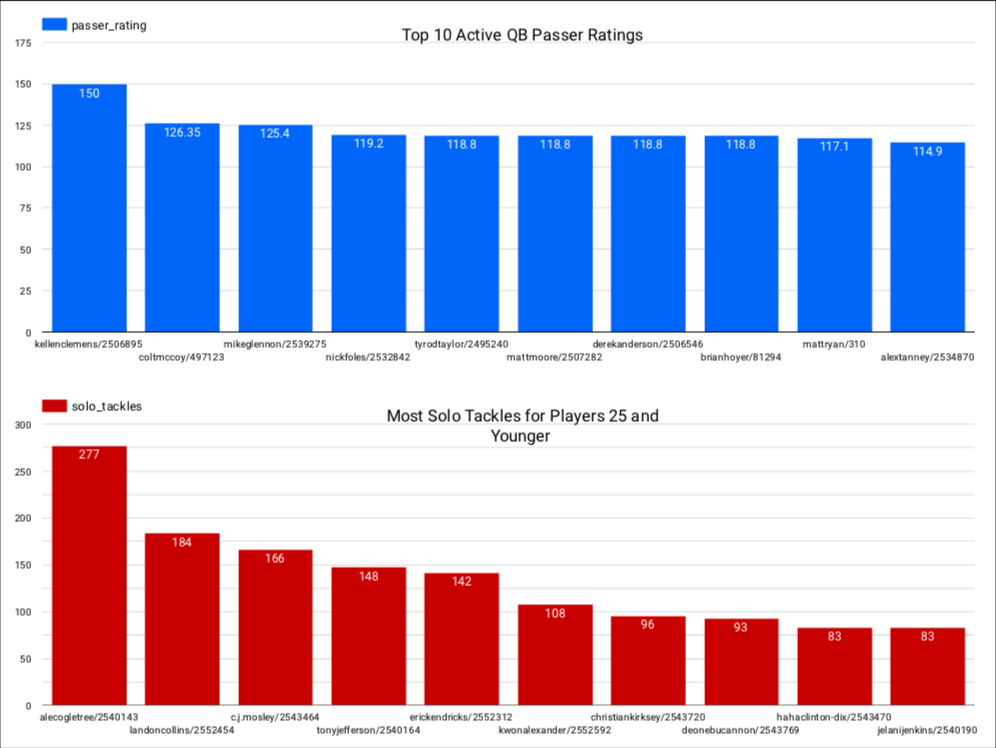 passer_rating
Top 10 Active QB Passer Ratings
175
150
125
100
75
50
25
0
150
126.35
125.4
119.2
118.8
118.8
118.8
118.8
117.1
114.9
kellenclemens/2506895
coltmccoy/497123
mikeglennon/2539275
nickfoles/2532842
tyrodtaylor/2495240
mattmoore/2507282
derekanderson/2506546
brianhoyer/81294
mattryan/310
alextanney/2534870
solo_tackles
Most Solo Tackles for Players 25 and
Younger
300
250
200
150
100
50
0
277
184
166
148
142
108
96
93
83
83
alecogletree/2540143
landoncollins/2552454
c.j.mosley/2543464
tonyjefferson/2540164
erickendricks/2552312
kwonalexander/2552592
christiankirksey/2543720
deonebucannon/2543769
hahaclinton-dix/2543470
jelanijenkins/2540190